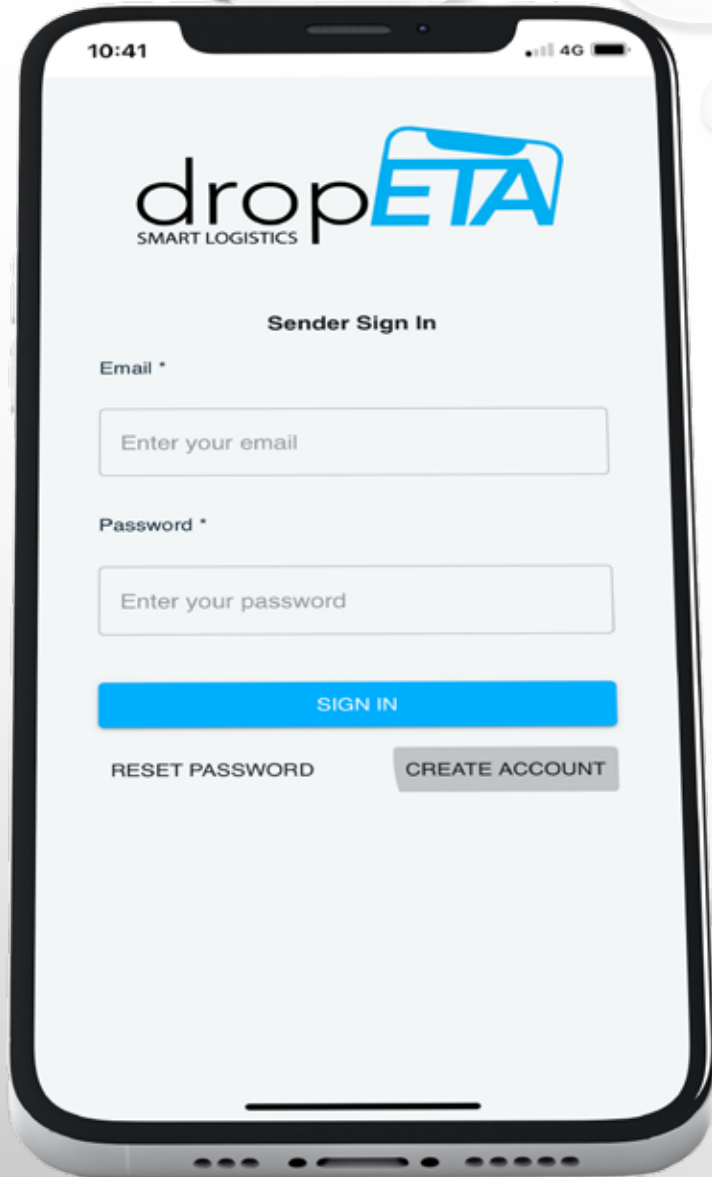 10:41 4G
dropETA
SMART LOGISTICS
Sender Sign In
Email *
Enter your email
Password *
Enter your password
SIGN IN
RESET PASSWORD CREATE ACCOUNT